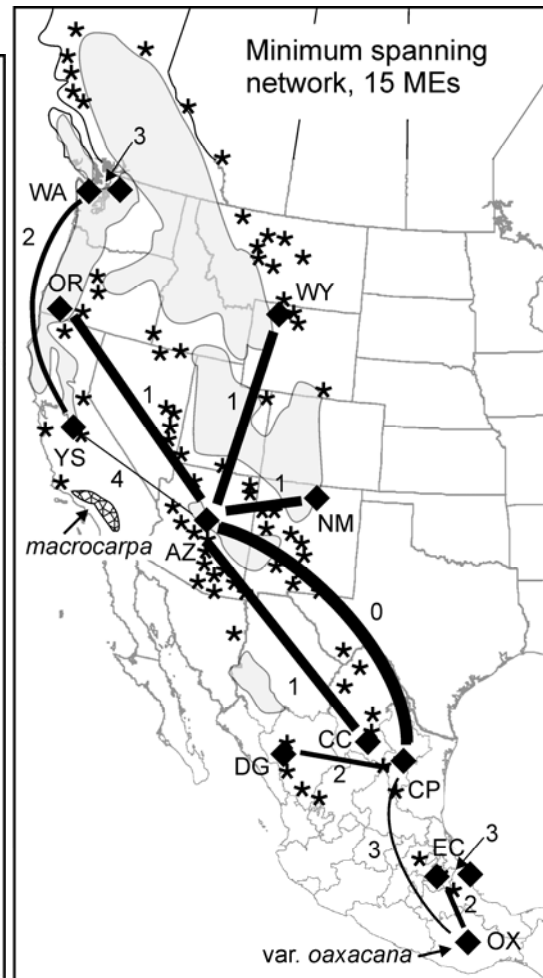 Minimum spanning
network, 15 MEs
3
WA
2
OR
WY
1
1
YS
4
1
NM
macrocarpa
AZ
0
1
CC
DG
2
CP
3
EC
3
2
OX
var. oaxacana